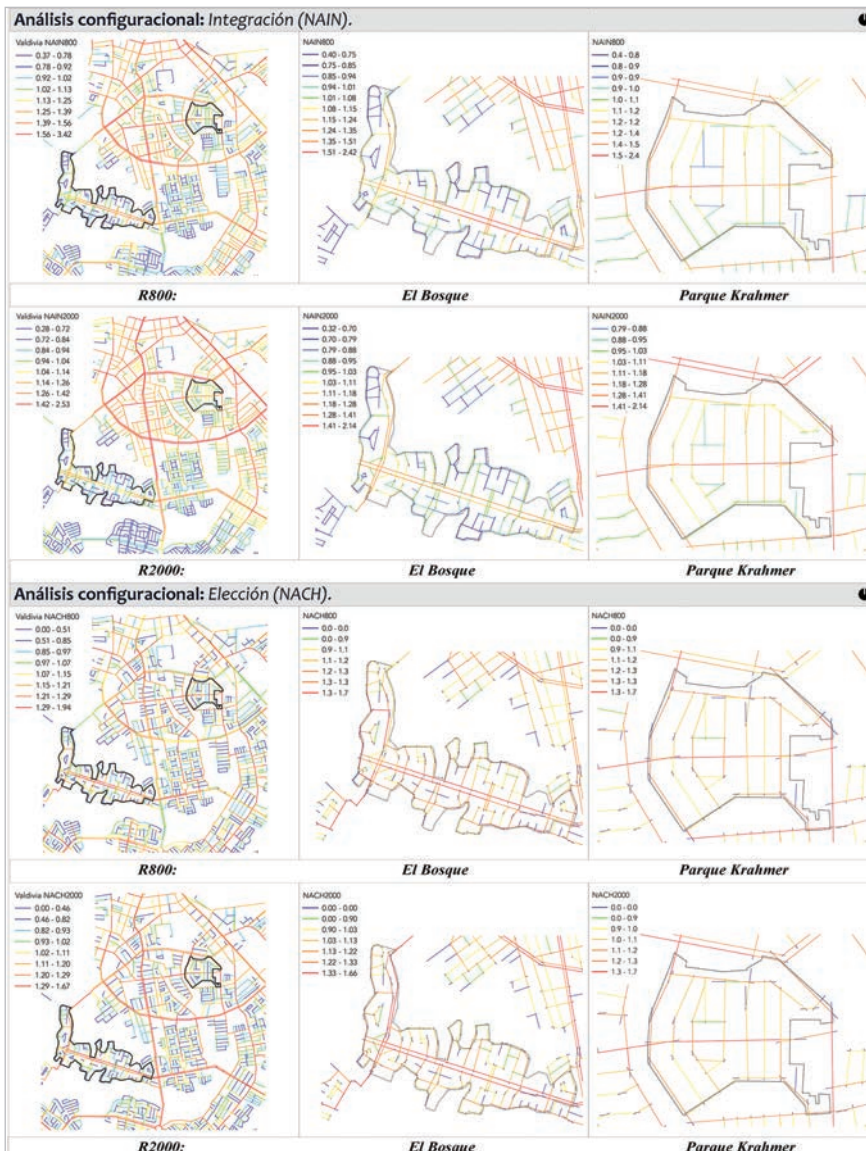 Análisis configuracional: Integración (NAIN).
Valdivia NAIN800
0.37 - 0.78
0.78 - 0.92
0.92 - 1.02
1.02 - 1.13
1.13 - 1.25
1.25 - 1.39
1.39 - 1.56
1.56 - 3.42
NAIN800
0.40 - 0.75
0.75 - 0.85
0.85 - 0.94
0.94 - 1.01
1.01 - 1.08
1.08 - 1.15
1.15 - 1.24
1.24 - 1.35
1.35 - 1.51
1.51 - 2.42
NAIN800
0.4 - 0.8
0.8 - 0.9
0.9 - 0.9
0.9 - 1.0
1.0 - 1.1
1.1 - 1.2
1.2 - 1.2
1.2 - 1.4
1.4 - 1.5
1.5 - 2.4
R800:
El Bosque
Parque Krahmer
Valdivia NAIN2000
0.28 - 0.72
0.72 - 0.84
0.84 - 0.94
0.94 - 1.04
1.04 - 1.14
1.14 - 1.26
1.26 - 1.42
1.42 - 2.53
NAIN2000
0.32 - 0.70
0.70 - 0.79
0.79 - 0.88
0.88 - 0.95
0.95 - 1.03
1.03 - 1.11
1.11 - 1.18
1.18 - 1.28
1.28 - 1.41
1.41 - 2.14
NAIN2000
0.79 - 0.88
0.88 - 0.95
0.95 - 1.03
1.03 - 1.11
1.11 - 1.18
1.18 - 1.28
1.28 - 1.41
1.41 - 2.14
R2000:
El Bosque
Parque Krahmer
Análisis configuracional: Elección (NACH).
Valdivia NACH800
0.00 - 0.51
0.51 - 0.85
0.85 - 0.97
0.97 - 1.07
1.07 - 1.15
1.15 - 1.21
1.21 - 1.29
1.29 - 1.94
NACH800
0.0 - 0.0
0.0 - 0.9
0.9 - 1.1
1.1 - 1.2
1.2 - 1.3
1.3 - 1.3
1.3 - 1.7
NACH800
0.0 - 0.0
0.0 - 0.9
0.9 - 1.1
1.1 - 1.2
1.2 - 1.3
1.3 - 1.3
1.3 - 1.7
R800:
El Bosque
Parque Krahmer
Valdivia NACH2000
0.00 - 0.46
0.46 - 0.82
0.82 - 0.93
0.93 - 1.02
1.02 - 1.11
1.11 - 1.20
1.20 - 1.29
1.29 - 1.67
NACH2000
0.00 - 0.00
0.00 - 0.90
0.90 - 1.03
1.03 - 1.13
1.13 - 1.22
1.22 - 1.33
1.33 - 1.66
NACH2000
0.0 - 0.0
0.0 - 0.9
0.9 - 1.0
1.0 - 1.1
1.1 - 1.2
1.2 - 1.3
1.3 - 1.7
R2000:
El Bosque
Parque Krahmer